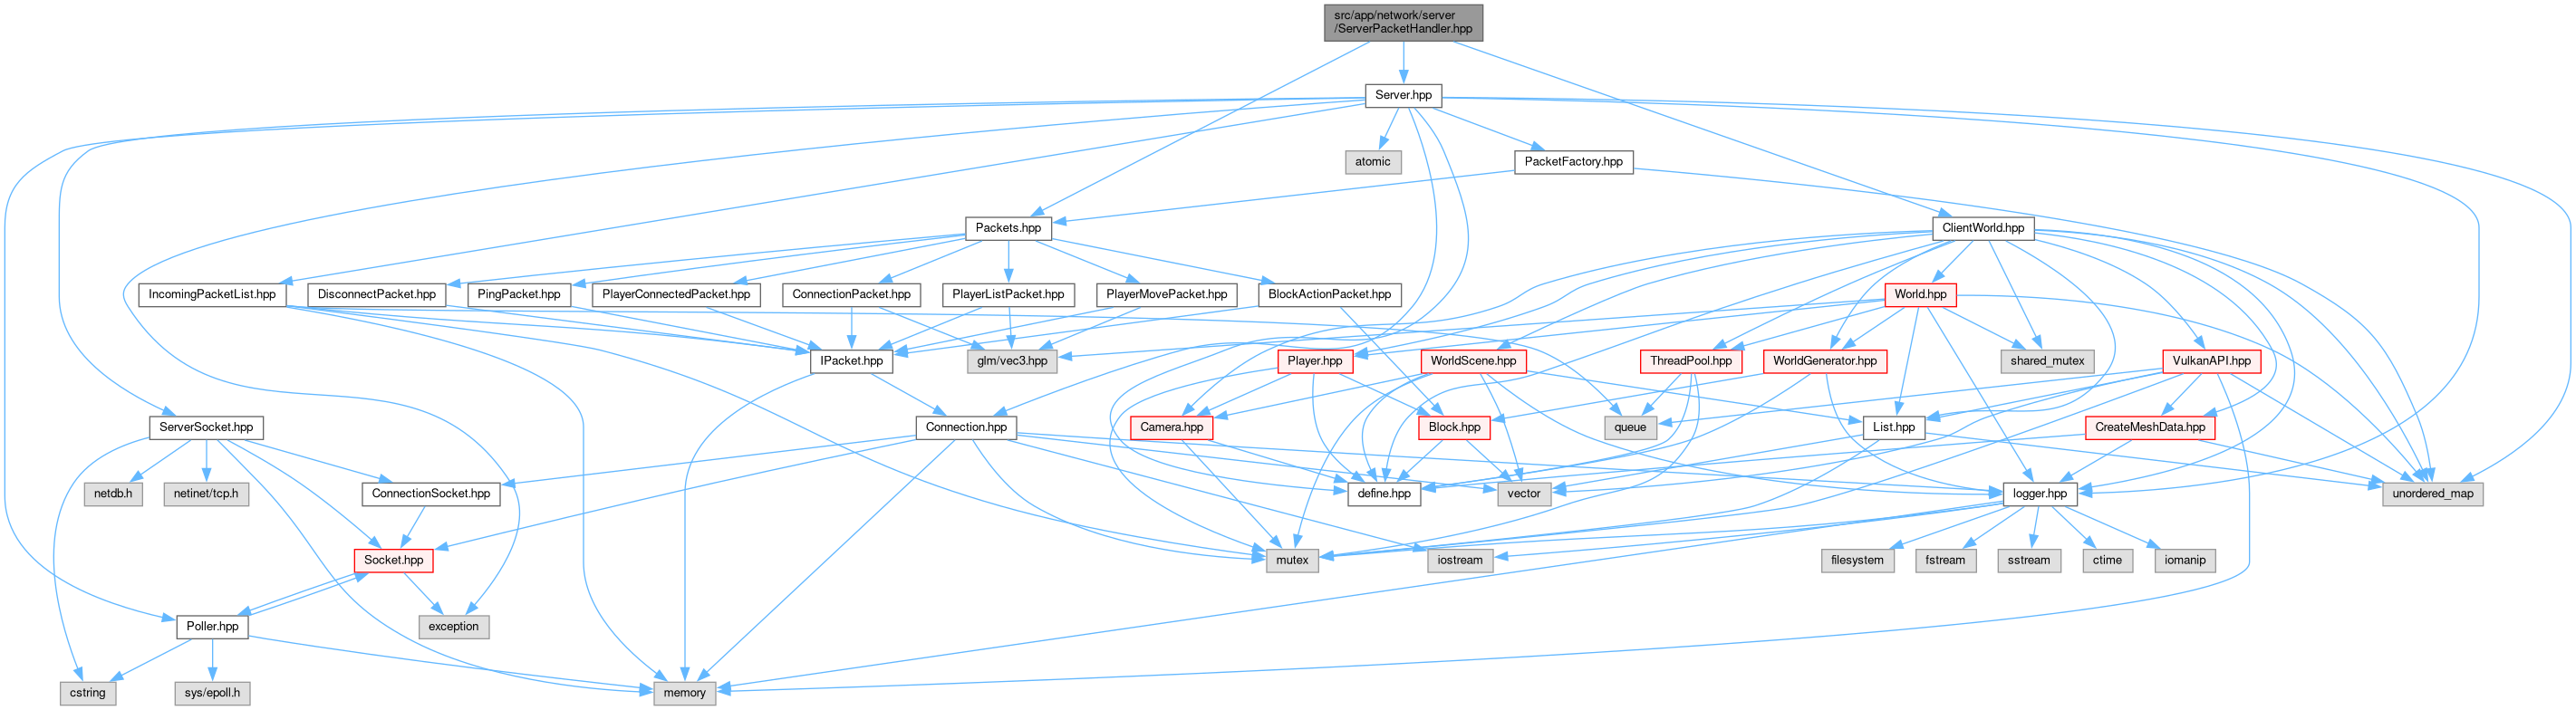 src/app/network/server
/ServerPacketHandler.hpp
Server.hpp
atomic
PacketFactory.hpp
Packets.hpp
ClientWorld.hpp
IncomingPacketList.hpp
DisconnectPacket.hpp
PingPacket.hpp
PlayerConnectedPacket.hpp
ConnectionPacket.hpp
PlayerListPacket.hpp
PlayerMovePacket.hpp
BlockActionPacket.hpp
World.hpp
IPacket.hpp
glm/vec3.hpp
Player.hpp
WorldScene.hpp
ThreadPool.hpp
WorldGenerator.hpp
shared_mutex
VulkanAPI.hpp
ServerSocket.hpp
Connection.hpp
Camera.hpp
Block.hpp
queue
List.hpp
CreateMeshData.hpp
netdb.h
netinet/tcp.h
ConnectionSocket.hpp
define.hpp
vector
logger.hpp
unordered_map
Socket.hpp
mutex
iostream
filesystem
fstream
sstream
ctime
iomanip
Poller.hpp
exception
cstring
sys/epoll.h
memory